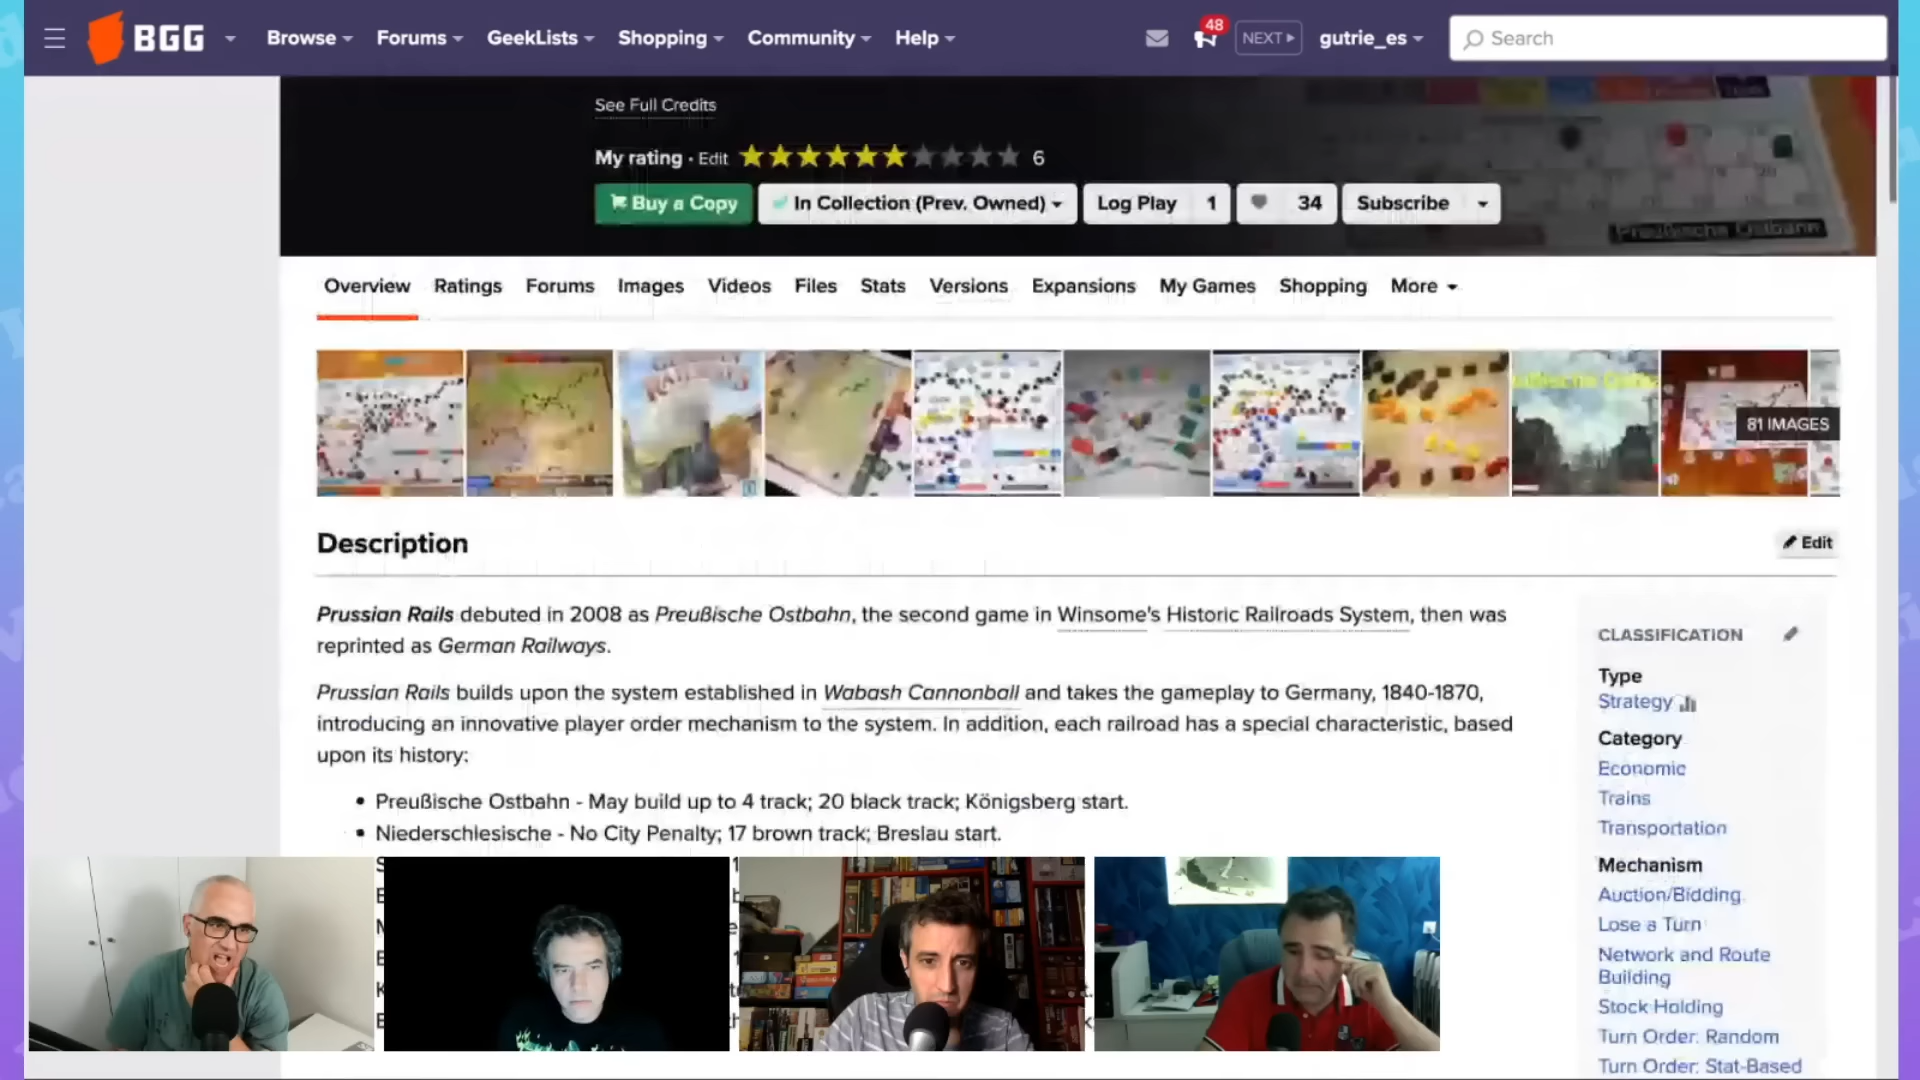 BGG
Browse Forums GeekLists Shopping Community Help
48
NEXT
gutrie_es
Search
See Full Credits
My rating · Edit 6
Buy a Copy
In Collection (Prev. Owned)
Log Play 1
34
Subscribe
Preußische Ostbahn
Overview Ratings Forums Images Videos Files Stats Versions Expansions My Games Shopping More
81 IMAGES
Description
Edit
Prussian Rails debuted in 2008 as Preußische Ostbahn, the second game in Winsome's Historic Railroads System, then was
reprinted as German Railways.
Prussian Rails builds upon the system established in Wabash Cannonball and takes the gameplay to Germany, 1840-1870,
introducing an innovative player order mechanism to the system. In addition, each railroad has a special characteristic, based
upon its history:
• Preußische Ostbahn - May build up to 4 track; 20 black track; Königsberg start.
• Niederschlesische - No City Penalty; 17 brown track; Breslau start.
CLASSIFICATION
Type
Strategy
Category
Economic
Trains
Transportation
Mechanism
Auction/Bidding
Lose a Turn
Network and Route
Building
Stock Holding
Turn Order: Random
Turn Order: Stat-Based